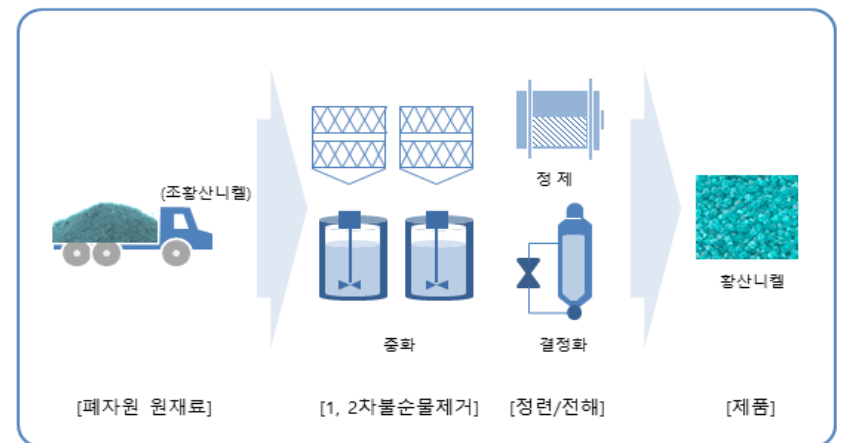 (조황산니켈)
정 제
황산니켈
중화
결정화
[폐자원 원재료]
[1, 2차불순물제거]
[정련/전해]
[제품]